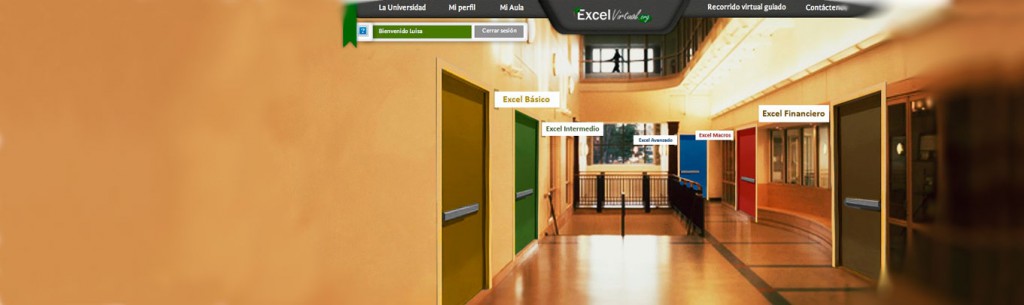 La Universidad Mi perfil Mi Aula
Excel Virtual.org
Recorrido virtual guiado Contáctenos
? Bienvenido Luisa Cerrar sesión
Excel Básico
Excel Intermedio
Excel Avanzado
Excel Macros
Excel Financiero